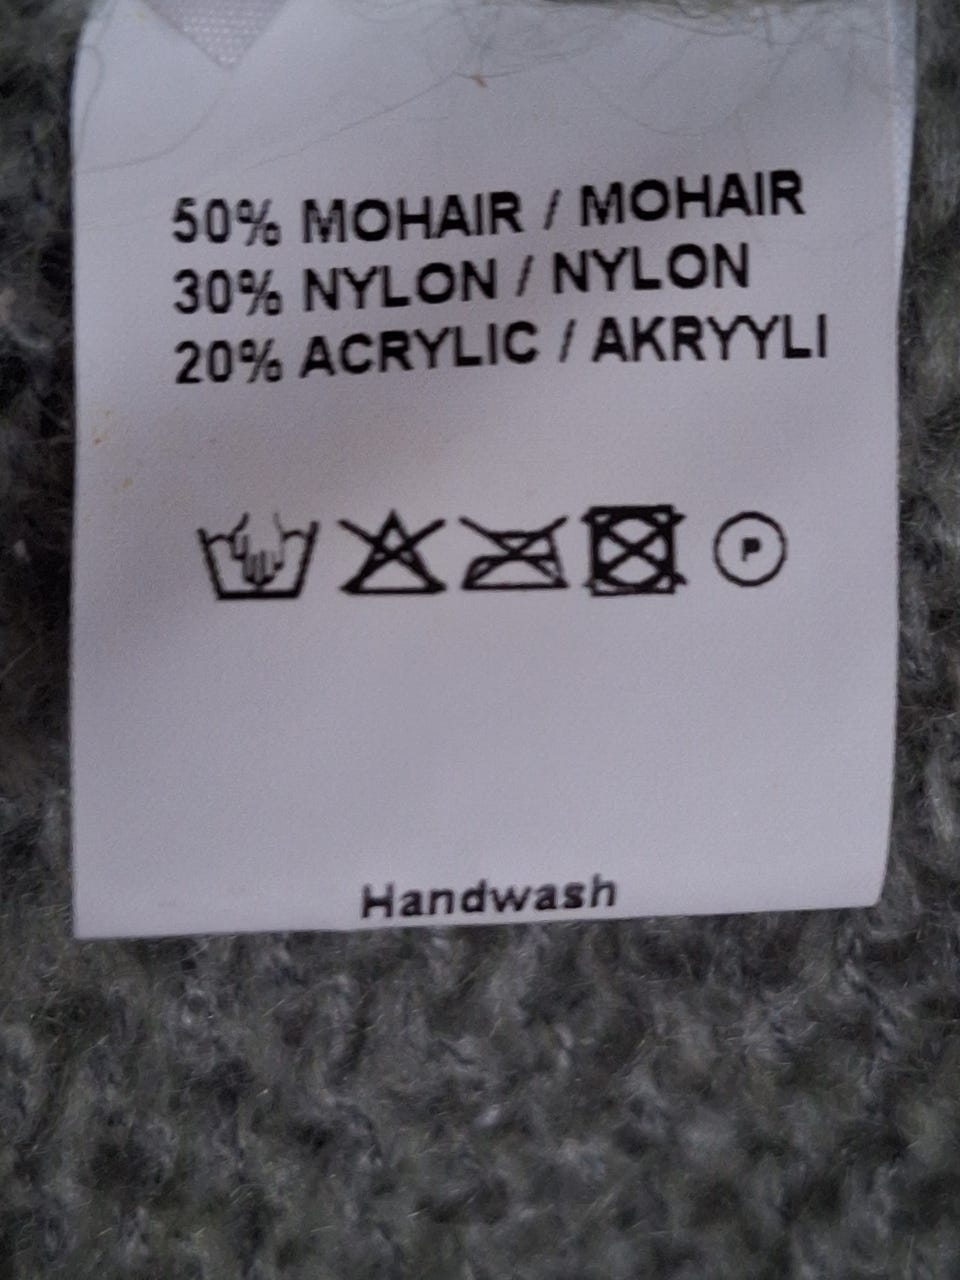 50% MOHAIR / MOHAIR
30% NYLON / NYLON
20% ACRYLIC / AKRYYLI
P
Handwash